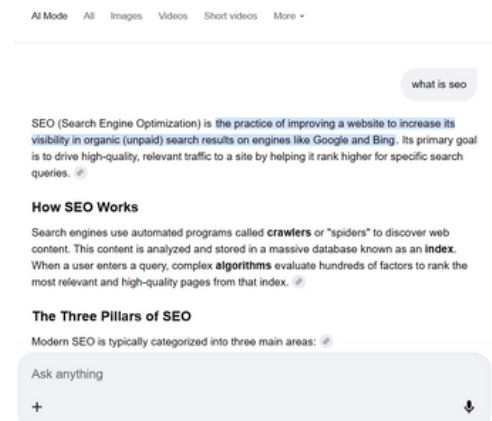 AI Mode All Images Videos Short videos More
what is seo
SEO (Search Engine Optimization) is the practice of improving a website to increase its
visibility in organic (unpaid) search results on engines like Google and Bing. Its primary goal
is to drive high-quality, relevant traffic to a site by helping it rank higher for specific search
queries.
How SEO Works
Search engines use automated programs called crawlers or "spiders" to discover web
content. This content is analyzed and stored in a massive database known as an index.
When a user enters a query, complex algorithms evaluate hundreds of factors to rank the
most relevant and high-quality pages from that index.
The Three Pillars of SEO
Modern SEO is typically categorized into three main areas:
Ask anything